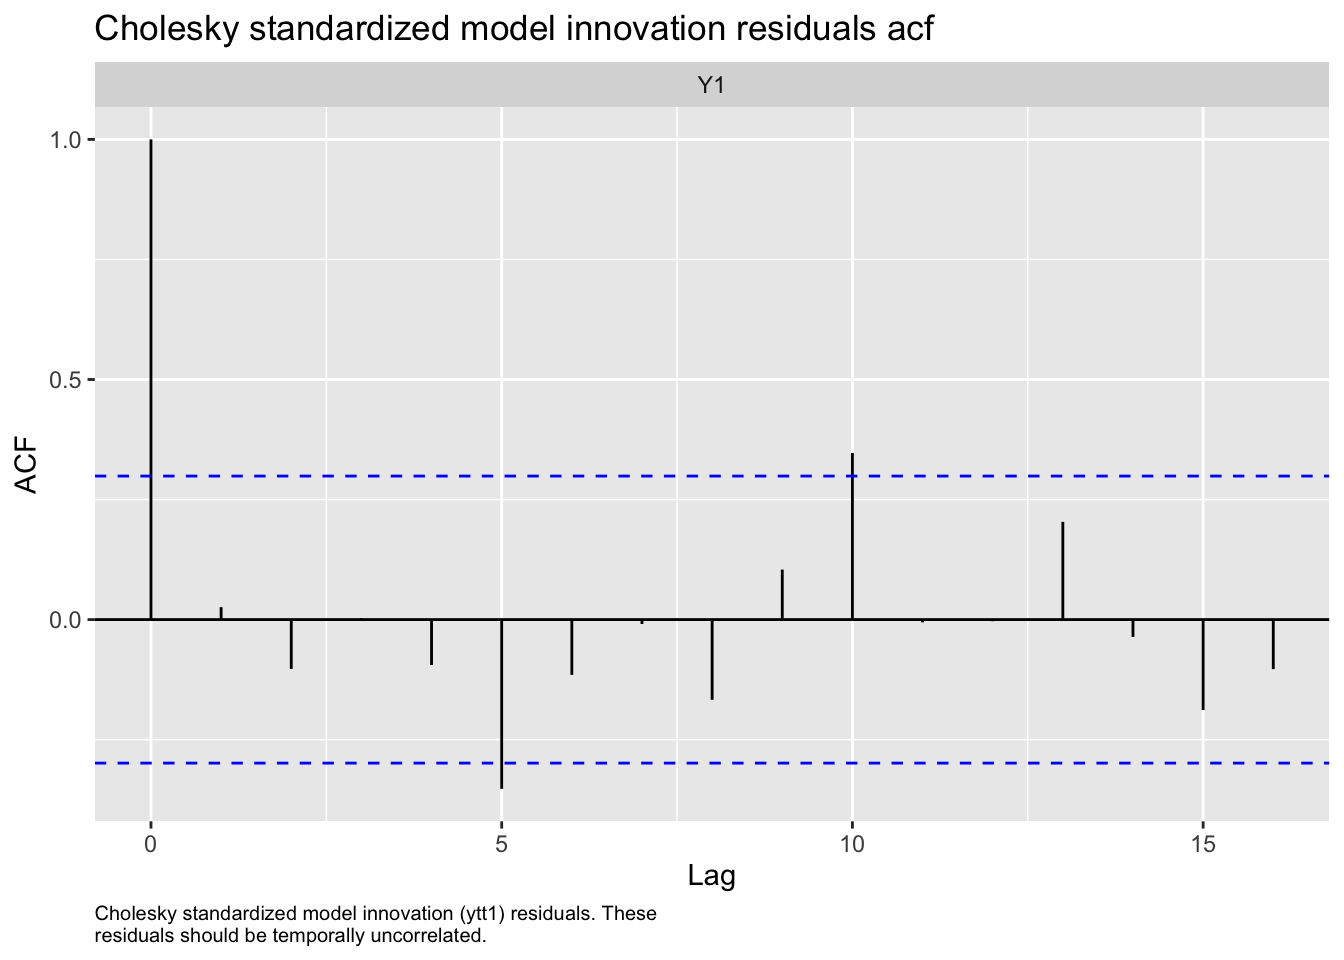 Cholesky standardized model innovation residuals acf
Y1
1.0
0.5
0.0
ACF
0
5
10
15
Lag
Cholesky standardized model innovation (ytt1) residuals. These
residuals should be temporally uncorrelated.